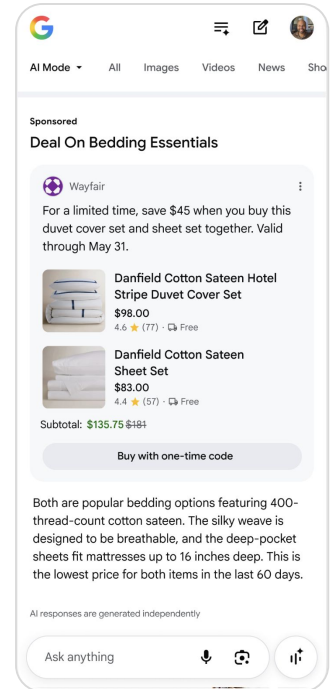 AI Mode All Images Videos News Sho
Sponsored
Deal On Bedding Essentials
Wayfair
For a limited time, save $45 when you buy this
duvet cover set and sheet set together. Valid
through May 31.
Danfield Cotton Sateen Hotel
Stripe Duvet Cover Set
$98.00
4.6 ★ (77) · Free
Danfield Cotton Sateen
Sheet Set
$83.00
4.4 ★ (57) · Free
Subtotal: $135.75 $181
Buy with one-time code
Both are popular bedding options featuring 400-
thread-count cotton sateen. The silky weave is
designed to be breathable, and the deep-pocket
sheets fit mattresses up to 16 inches deep. This is
the lowest price for both items in the last 60 days.
AI responses are generated independently
Ask anything